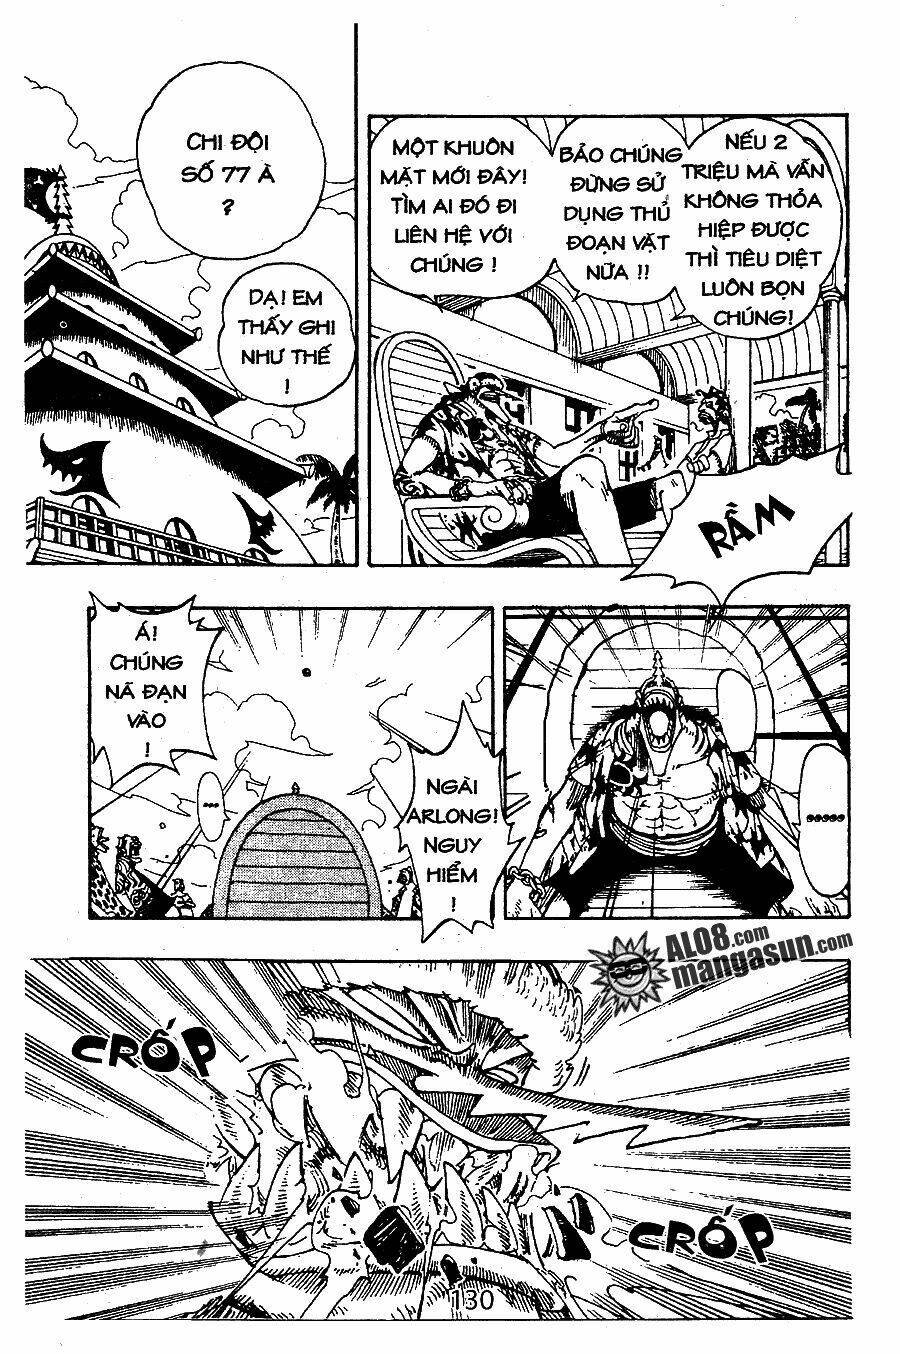 CHI ĐỘI
SỐ 77 À
?
DẠ! EM
THẤY GHI
NHƯ THẾ
!
MỘT KHUÔN
MẶT MỚI ĐÂY!
TÌM AI ĐÓ ĐI
LIÊN HỆ VỚI
CHÚNG !
BẢO CHÚNG
ĐỪNG SỬ
DỤNG THỦ
ĐOẠN VẶT
NỮA !!
NẾU 2
TRIỆU MÀ VẪN
KHÔNG THỎA
HIỆP ĐƯỢC
THÌ TIÊU DIỆT
LUÔN BỌN
CHÚNG!
RẦM
Á!
CHÚNG
NÃ ĐẠN
VÀO
!
...
NGÀI
ARLONG!
NGUY
HIỂM
!
......
AL08.com
mangasun.com
CRỐP
CRỐP
130